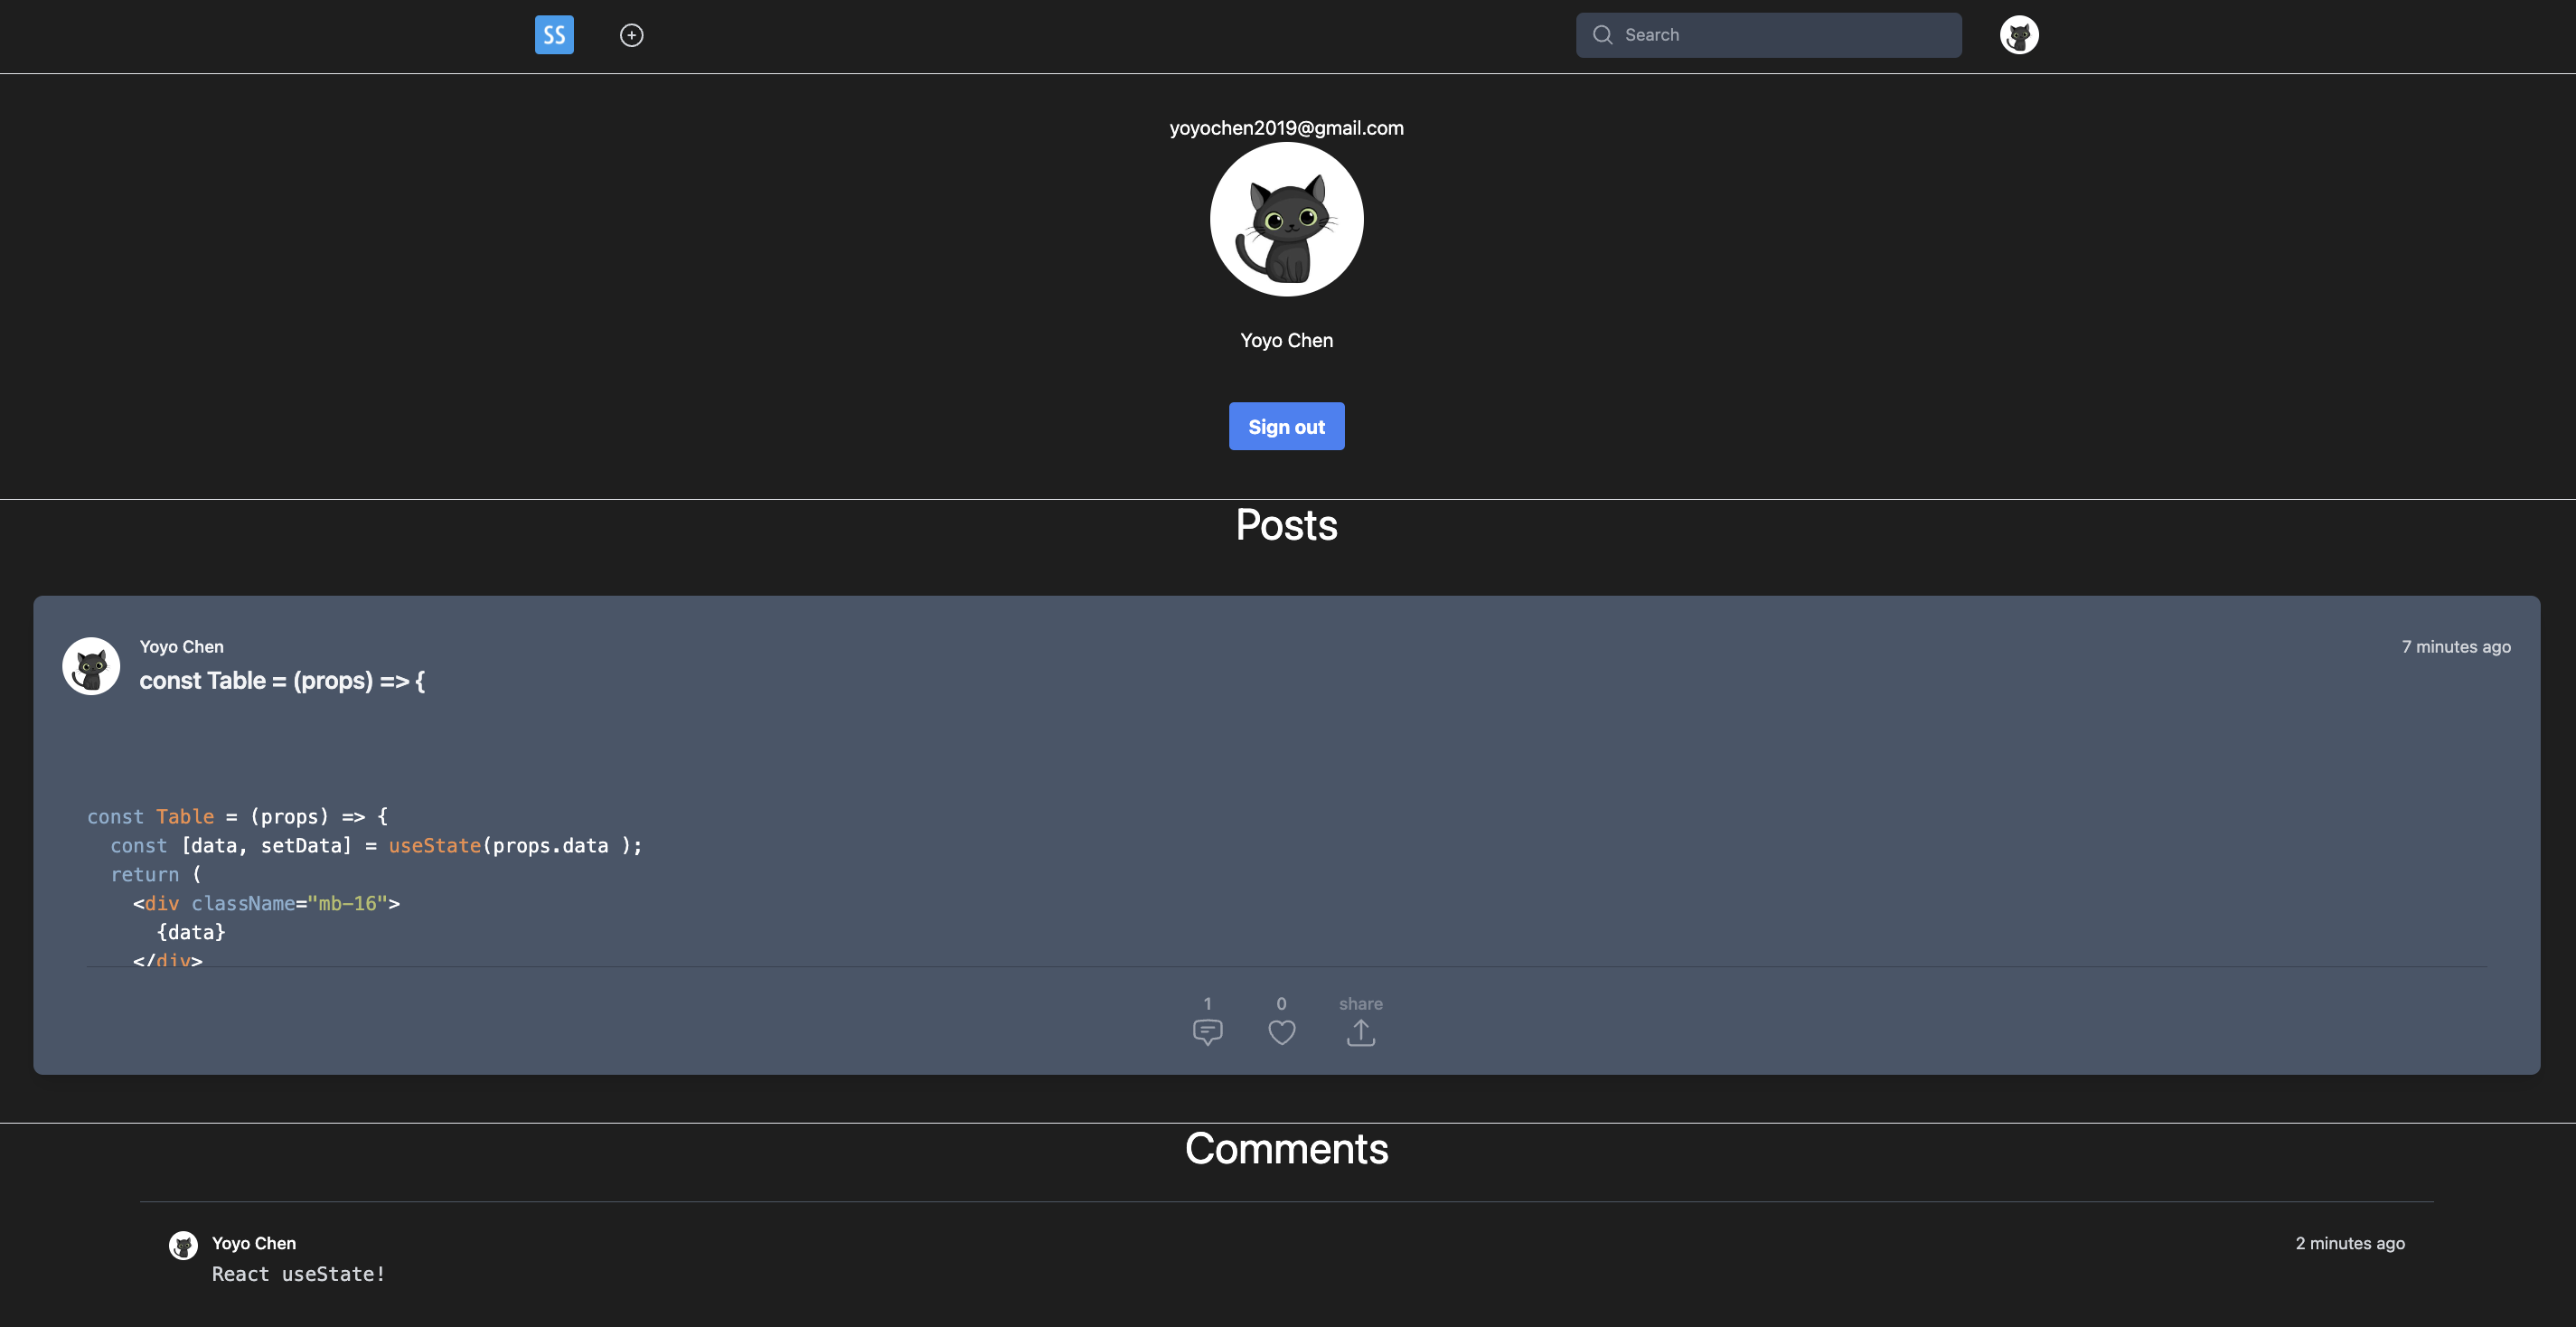 SS
Search
yoyochen2019@gmail.com
Yoyo Chen
Sign out
Posts
Yoyo Chen
7 minutes ago
const Table = (props) => {
const Table = (props) => {
  const [data, setData] = useState(props.data );
  return (
    <div className="mb-16">
      {data}
    </div>
1
0
share
Comments
Yoyo Chen
2 minutes ago
React useState!